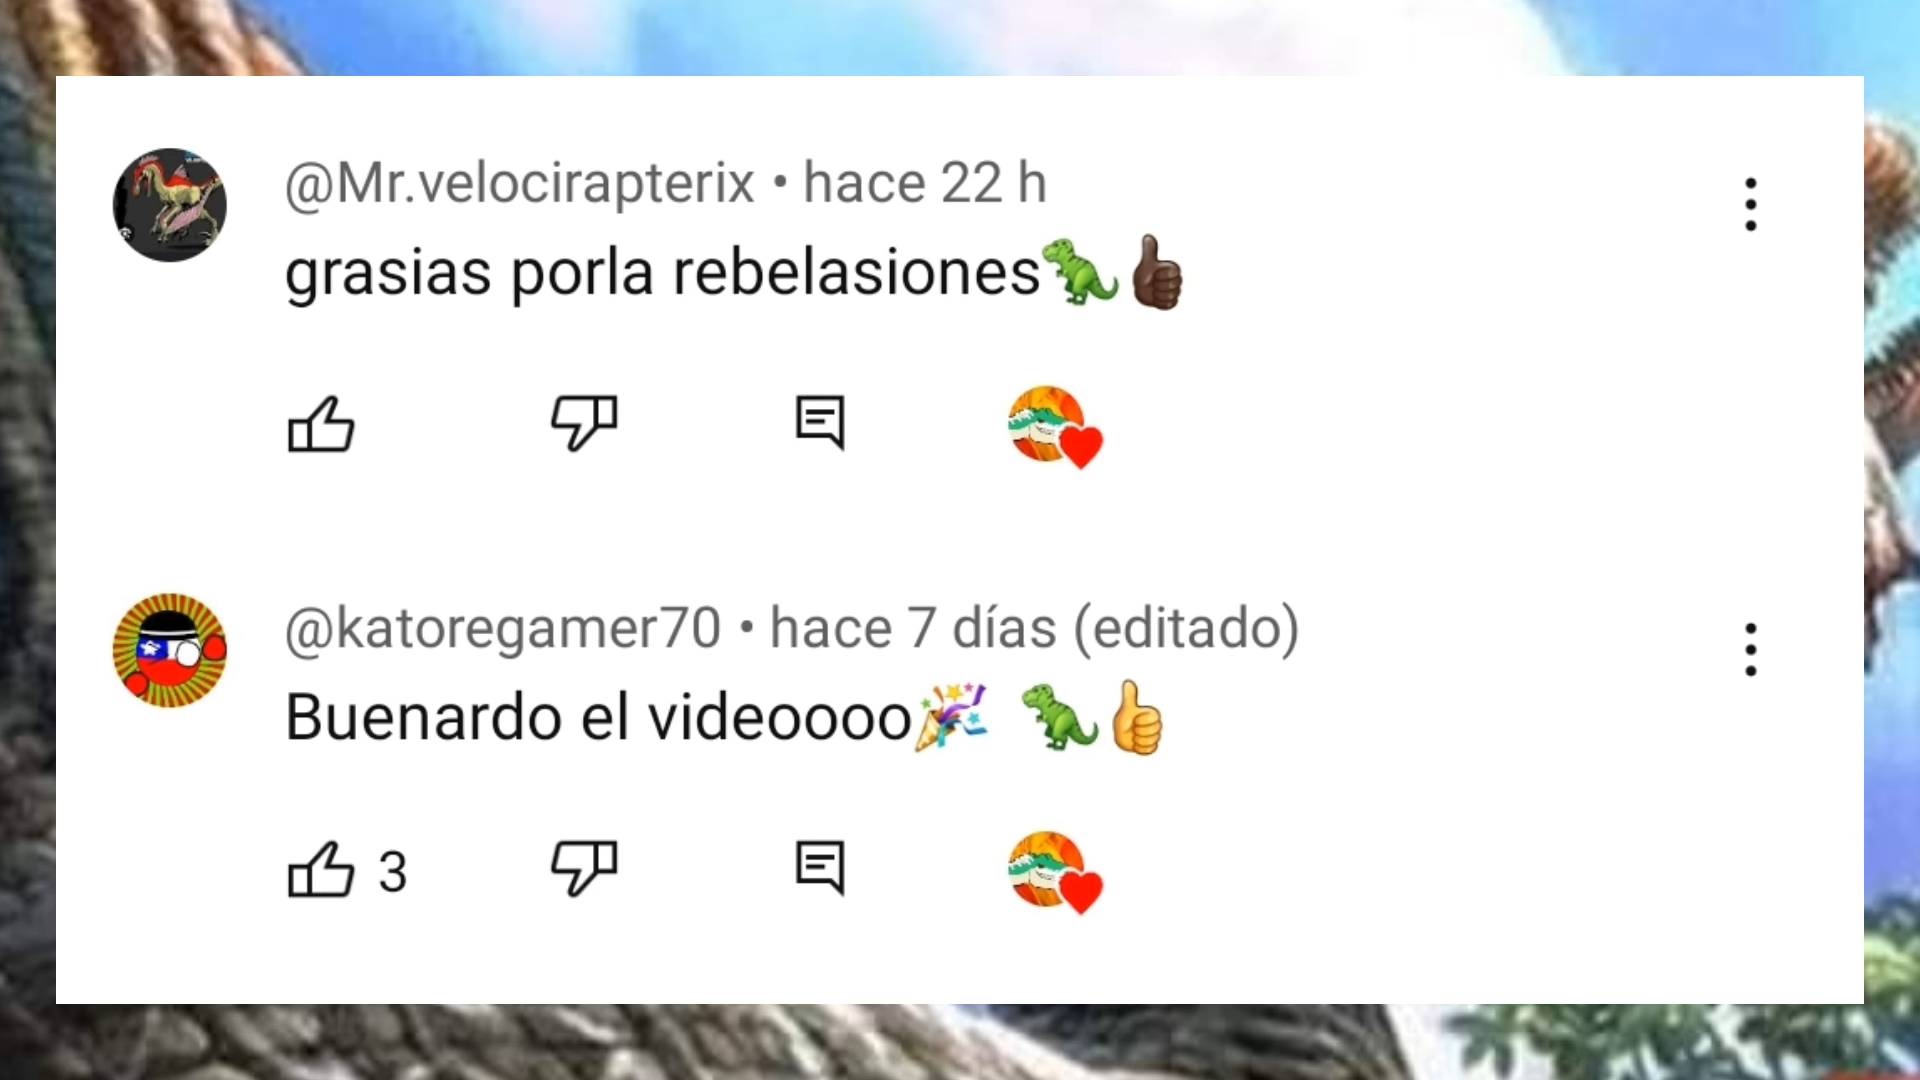 @Mr.velocirapterix • hace 22 h
grasias porla rebelasiones🦖👍🏿
@katoregamer70 • hace 7 días (editado)
Buenardo el videoooo🎉 🦖👍
3